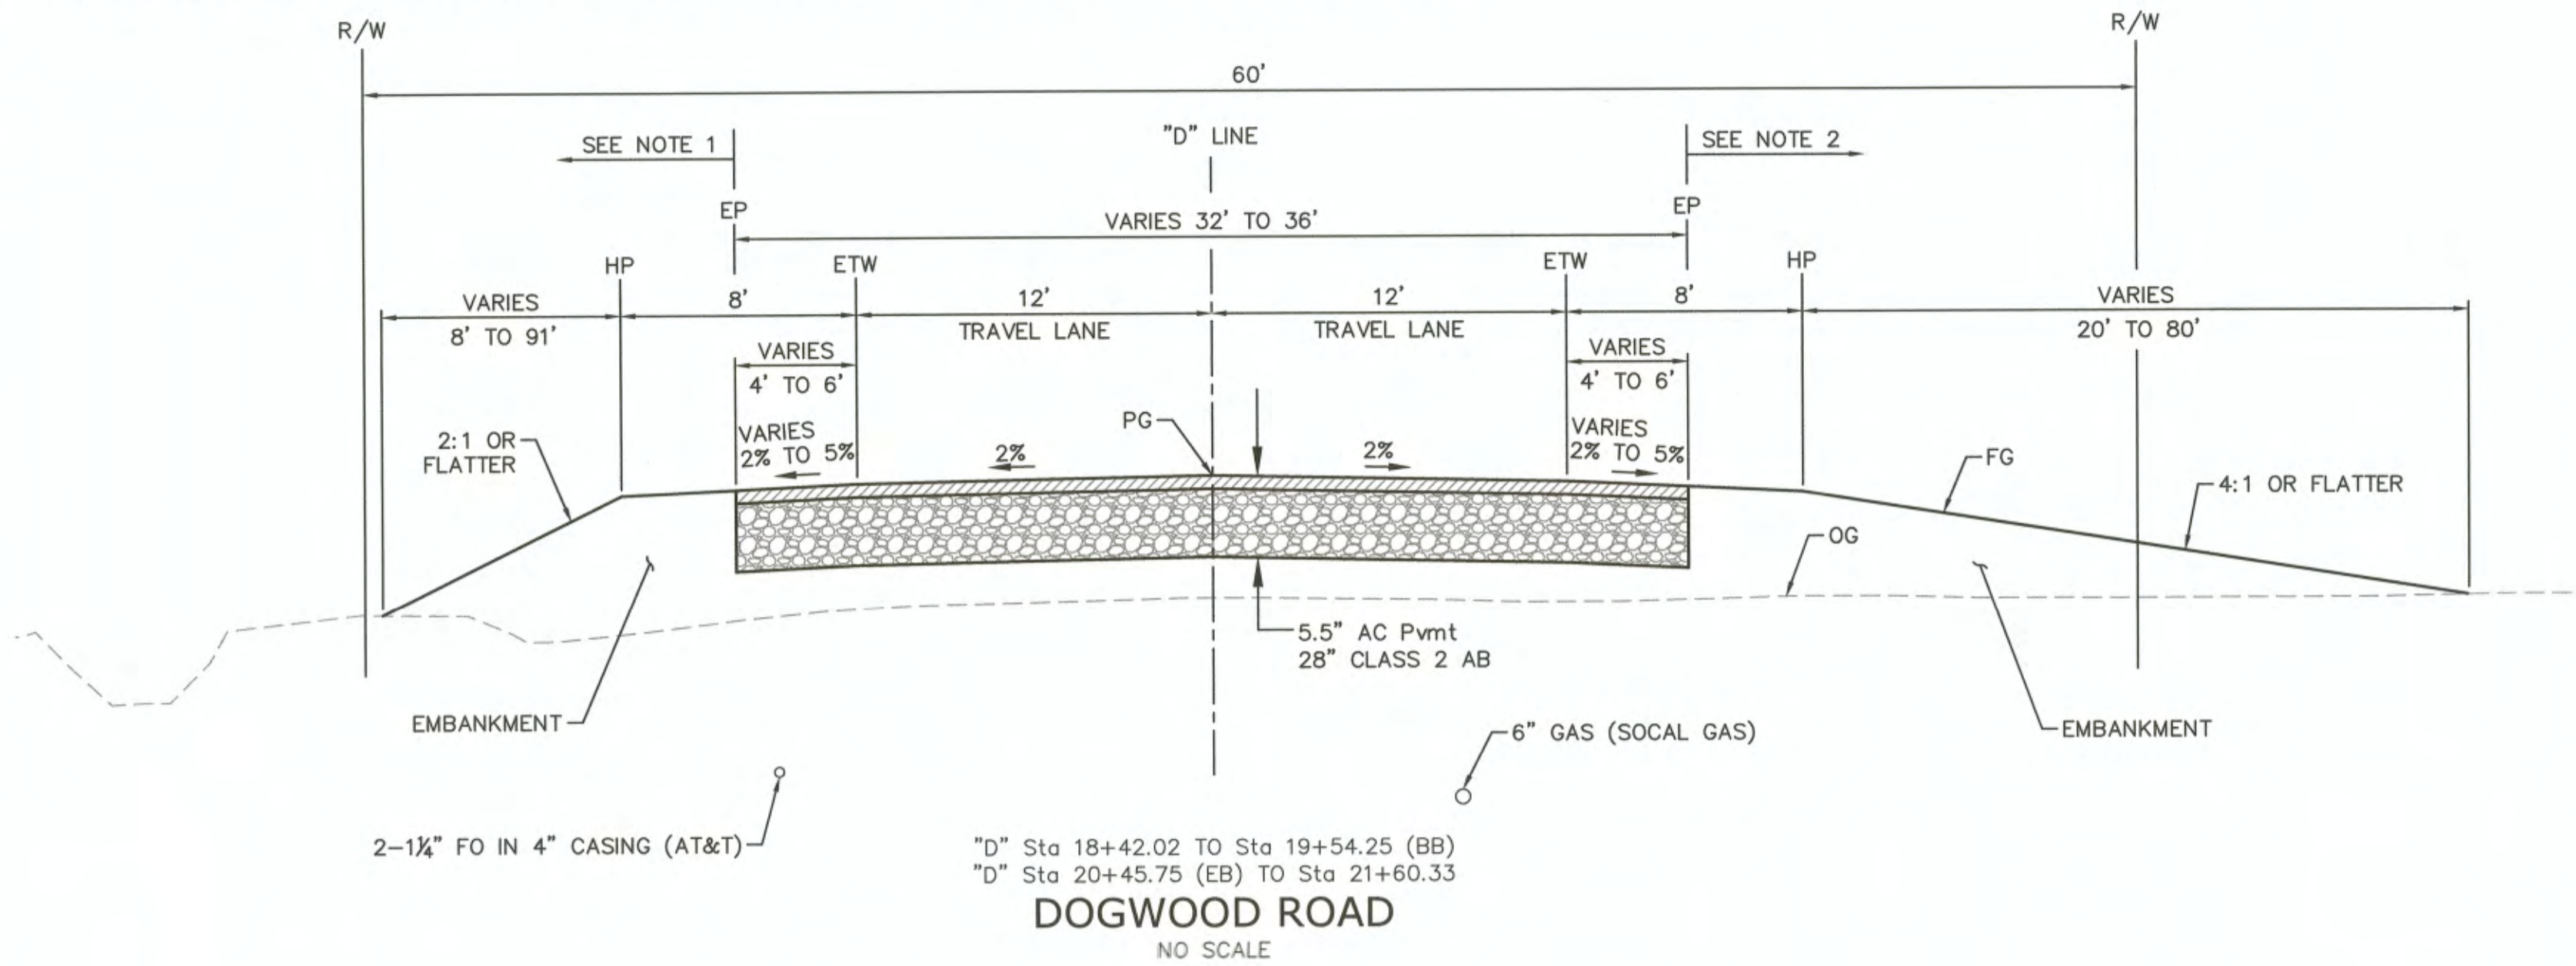 R/W
R/W
60'
SEE NOTE 1
"D" LINE
SEE NOTE 2
EP
VARIES 32' TO 36'
EP
HP
ETW
ETW
HP
VARIES
8' TO 91'
8'
12'
TRAVEL LANE
12'
TRAVEL LANE
8'
VARIES
20' TO 80'
VARIES
4' TO 6'
VARIES
4' TO 6'
2:1 OR
FLATTER
VARIES
2% TO 5%
2%
PG
2%
VARIES
2% TO 5%
FG
4:1 OR FLATTER
OG
5.5" AC Pvmt
28" CLASS 2 AB
EMBANKMENT
6" GAS (SOCAL GAS)
EMBANKMENT
2-1¼" FO IN 4" CASING (AT&T)
"D" Sta 18+42.02 TO Sta 19+54.25 (BB)
"D" Sta 20+45.75 (EB) TO Sta 21+60.33
DOGWOOD ROAD
NO SCALE